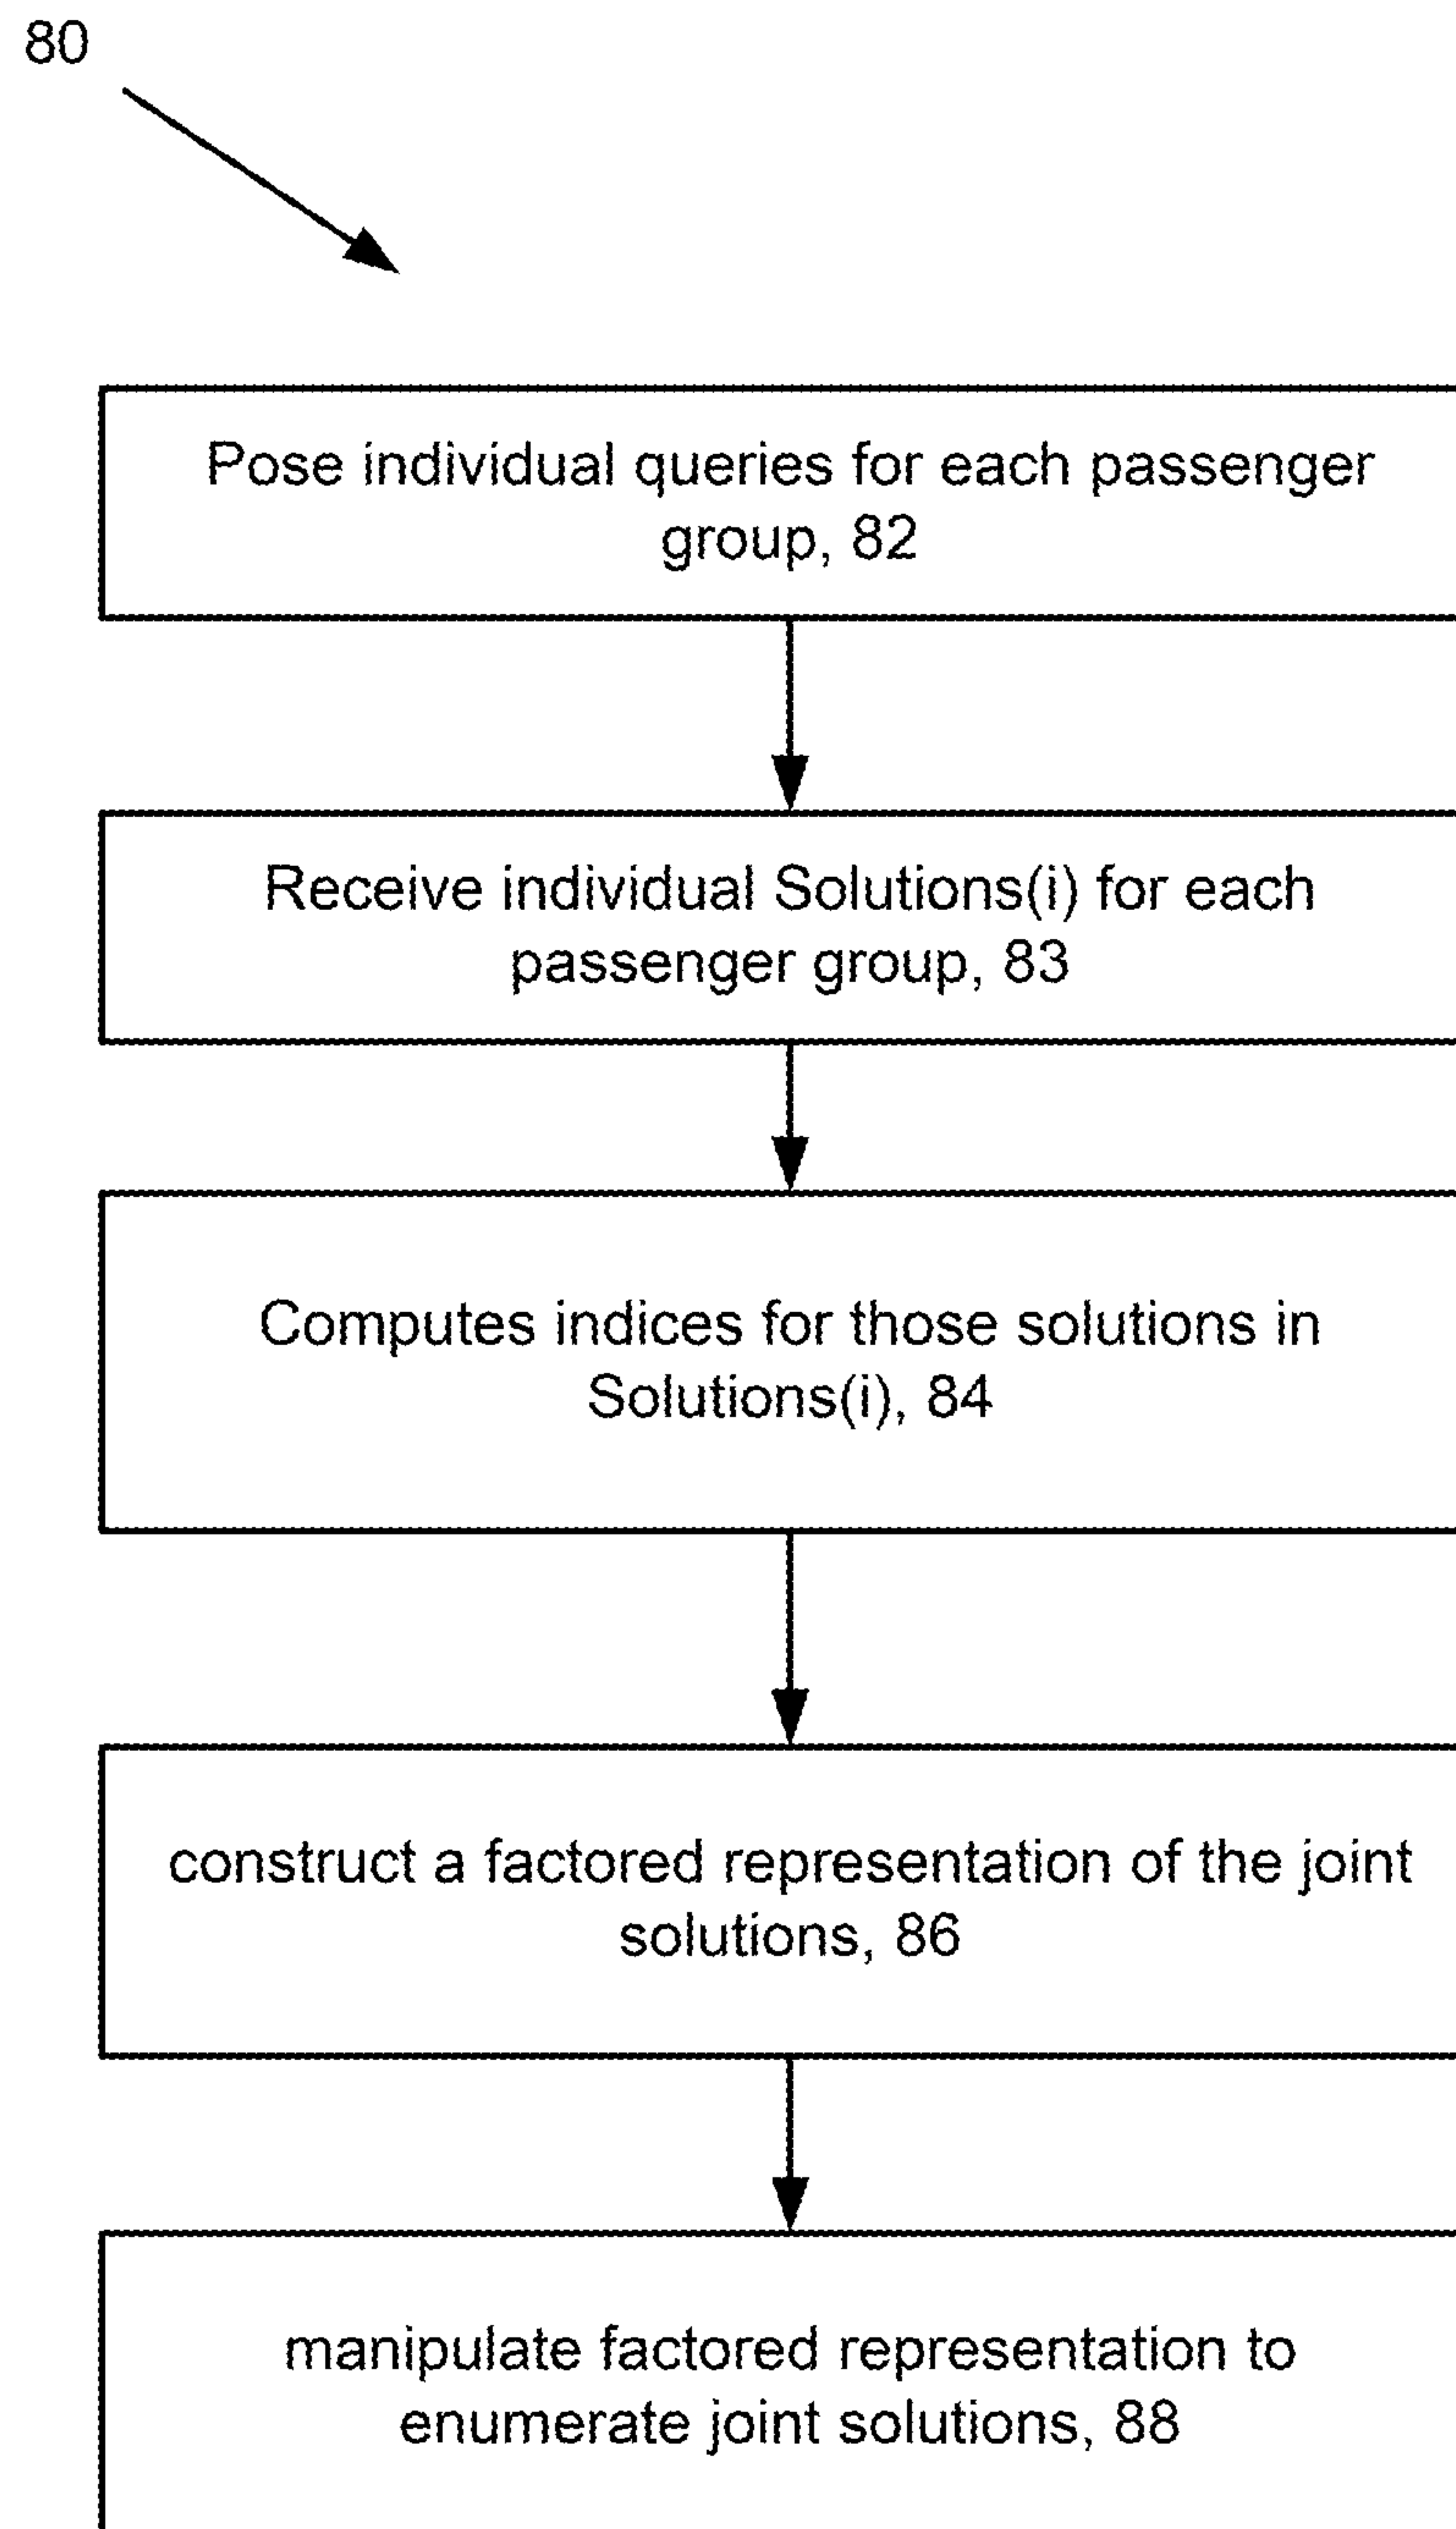 80
Pose individual queries for each passenger
group, 82
Receive individual Solutions(i) for each
passenger group, 83
Computes indices for those solutions in
Solutions(i), 84
construct a factored representation of the joint
solutions, 86
manipulate factored representation to
enumerate joint solutions, 88